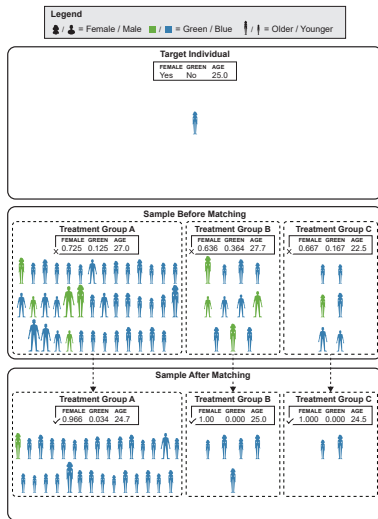 Legend
/ = Female / Male / = Green / Blue / = Older / Younger
Target Individual
FEMALE GREEN AGE
Yes No 25.0
Sample Before Matching
Treatment Group A Treatment Group B Treatment Group C
FEMALE GREEN AGE FEMALE GREEN AGE FEMALE GREEN AGE
0.725 0.125 27.0 0.636 0.364 27.7 0.667 0.167 22.5
Sample After Matching
Treatment Group A Treatment Group B Treatment Group C
FEMALE GREEN AGE FEMALE GREEN AGE FEMALE GREEN AGE
0.966 0.034 24.7 1.00 0.000 25.0 1.000 0.000 24.5